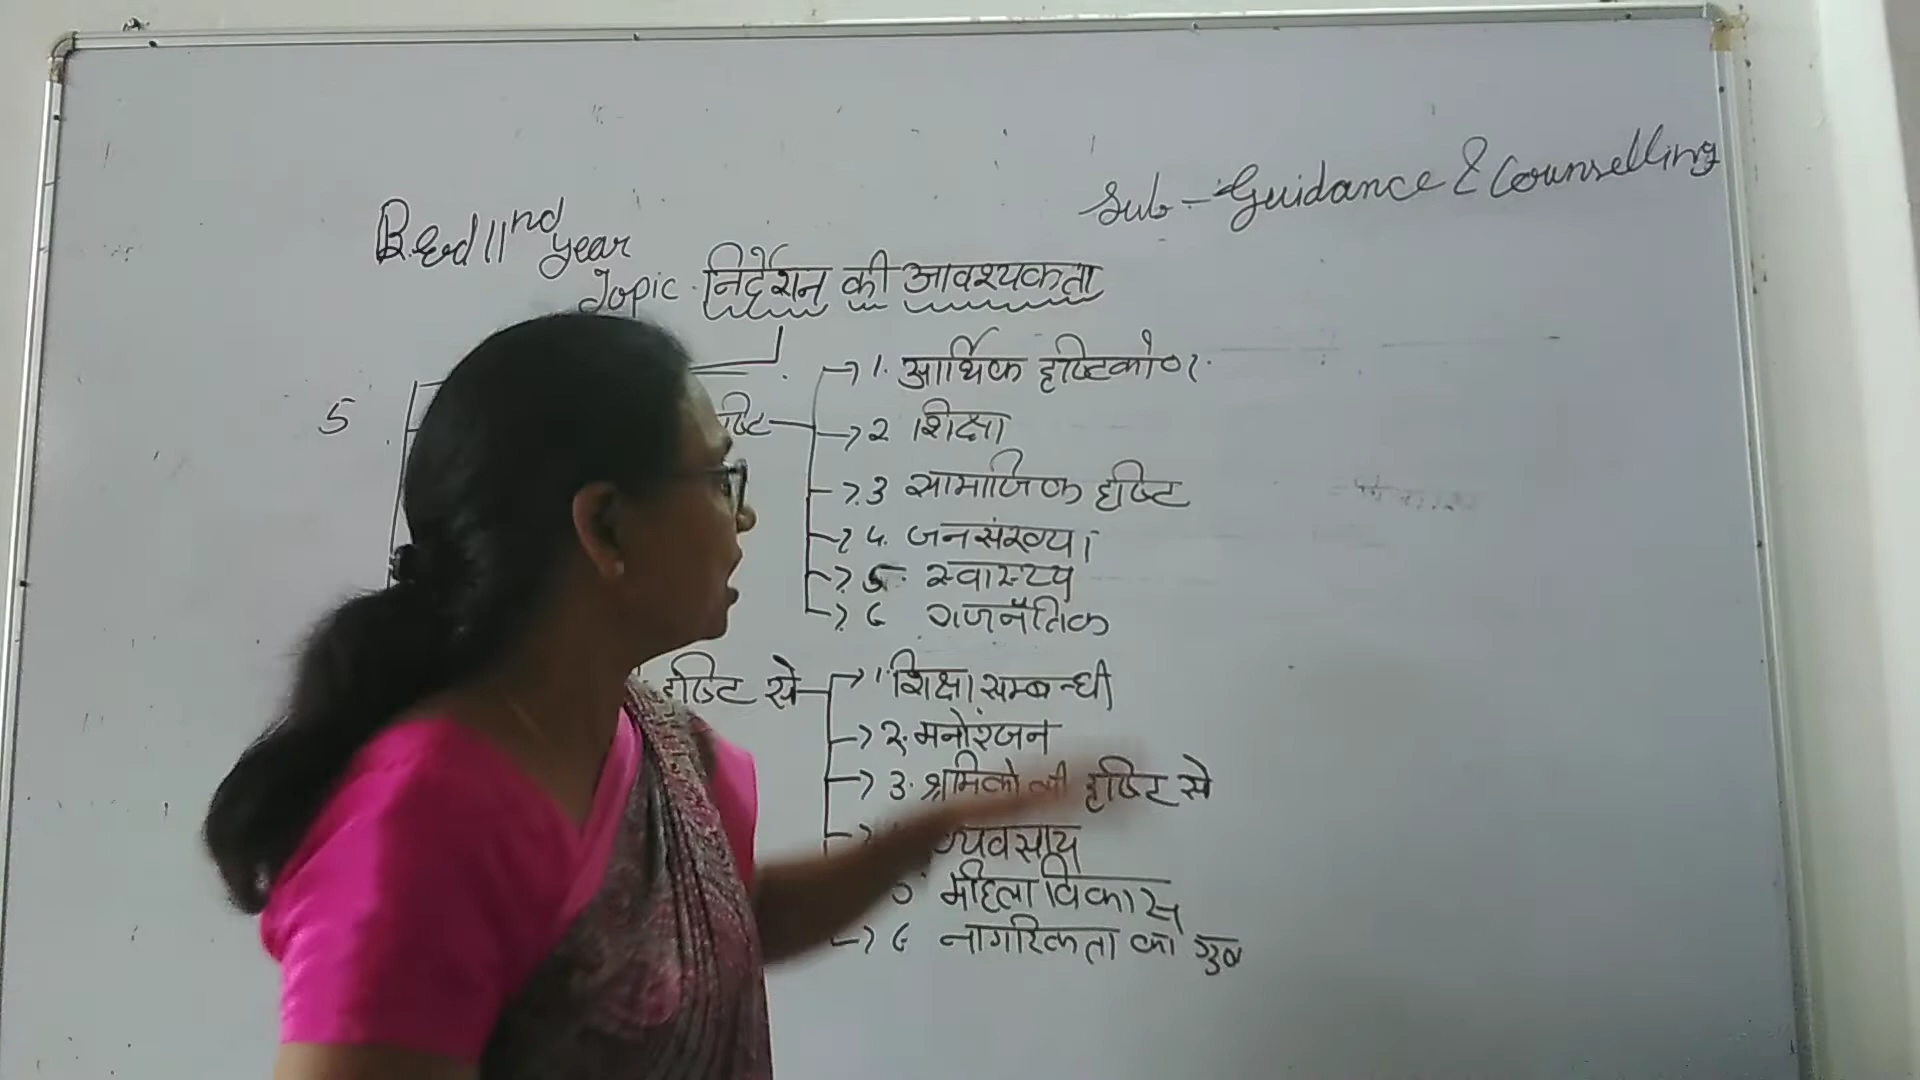 Sub - Guidance & Counselling
B.Ed IInd year
Topic. निर्देशन की आवश्यकता
5
→ 1. आर्थिक दृष्टिकोण.
→ 2 शिक्षा
→ 3 सामाजिक दृष्टि
→ 4. जनसंख्या
→ 5. स्वास्थ्य
→ 6 राजनैतिक
दृष्टि से
→ 1 शिक्षा सम्बन्धी
→ 2. मनोरंजन
→ 3. श्रमिको की दृष्टि से
व्यवसाय
महिला विकास
→ 6 नागरिकता का गुण